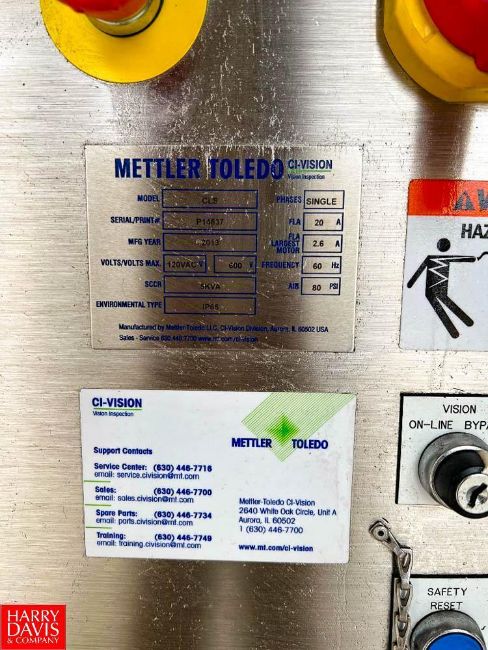 METTLER TOLEDO CI-VISION
Vision Inspection
MODEL CLS PHASES SINGLE
SERIAL/PRINT# P14637 FLA 20 A
MFG YEAR 2013 FLA LARGEST MOTOR 2.6 A
VOLTS/VOLTS MAX. 120VAC V 600 V FREQUENCY 60 Hz
SCCR 5KVA AIR 80 PSI
ENVIRONMENTAL TYPE IP65
Manufactured by Mettler-Toledo LLC, CI-Vision Division, Aurora, IL 60502 USA
Sales - Service 630.446.7700 www.mt.com/ci-vision
HAZ
CI-VISION
Vision Inspection
METTLER TOLEDO
Support Contacts
Service Center: (630) 446-7716
email: service.civision@mt.com
Sales: (630) 446-7700
email: sales.civision@mt.com
Spare Parts: (630) 446-7734
email: parts.civision@mt.com
Training: (630) 446-7749
email: training.civision@mt.com
Mettler-Toledo CI-Vision
2640 White Oak Circle, Unit A
Aurora, IL 60502
1 (630) 446-7700
www.mt.com/ci-vision
VISION
ON-LINE BYPA
SAFETY
RESET
HARRY
DAVIS
& COMPANY